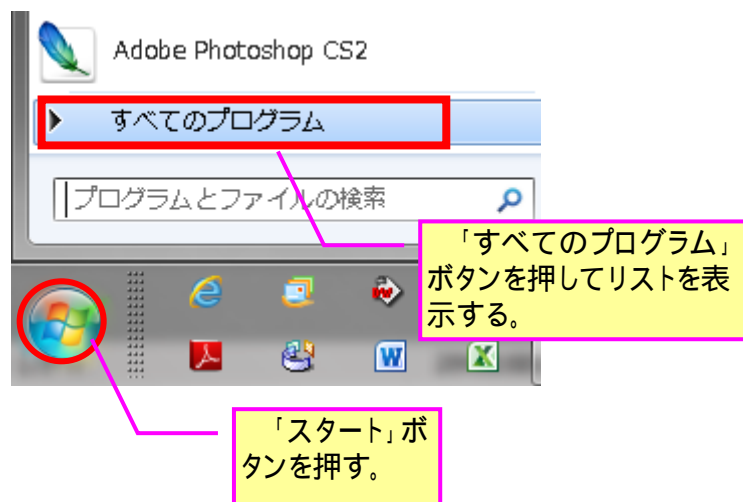 Adobe Photoshop CS2
すべてのプログラム
プログラムとファイルの検索
「すべてのプログラム」
ボタンを押してリストを表
示する。
「スタート」ボ
タンを押す。